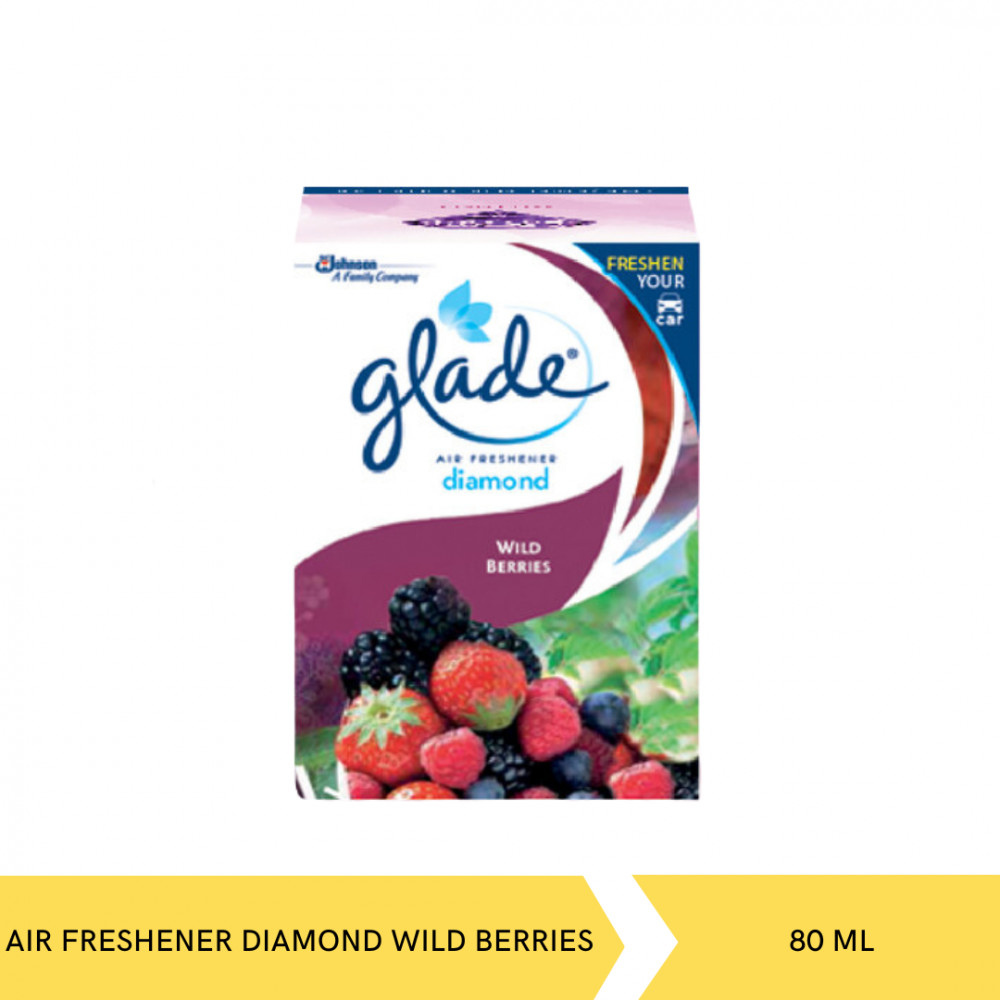 Johnson
A Family Company
FRESHEN
YOUR
car
glade®
AIR FRESHENER
diamond
WILD
BERRIES
AIR FRESHENER DIAMOND WILD BERRIES
80 ML